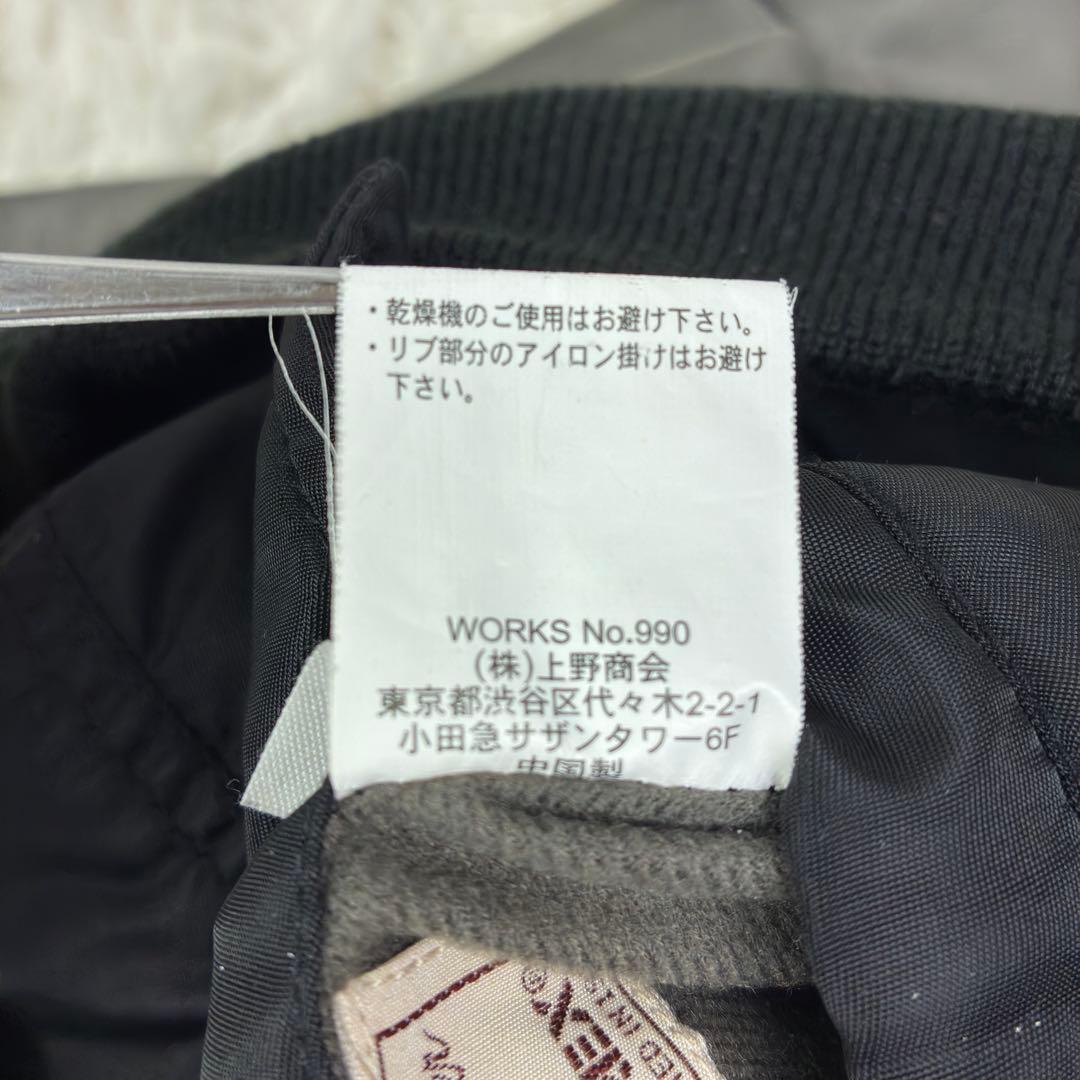 ・乾燥機のご使用はお避け下さい。
・リブ部分のアイロン掛けはお避け
下さい。
WORKS No.990
(株)上野商会
東京都渋谷区代々木2-2-1
小田急サザンタワー6F
中国製